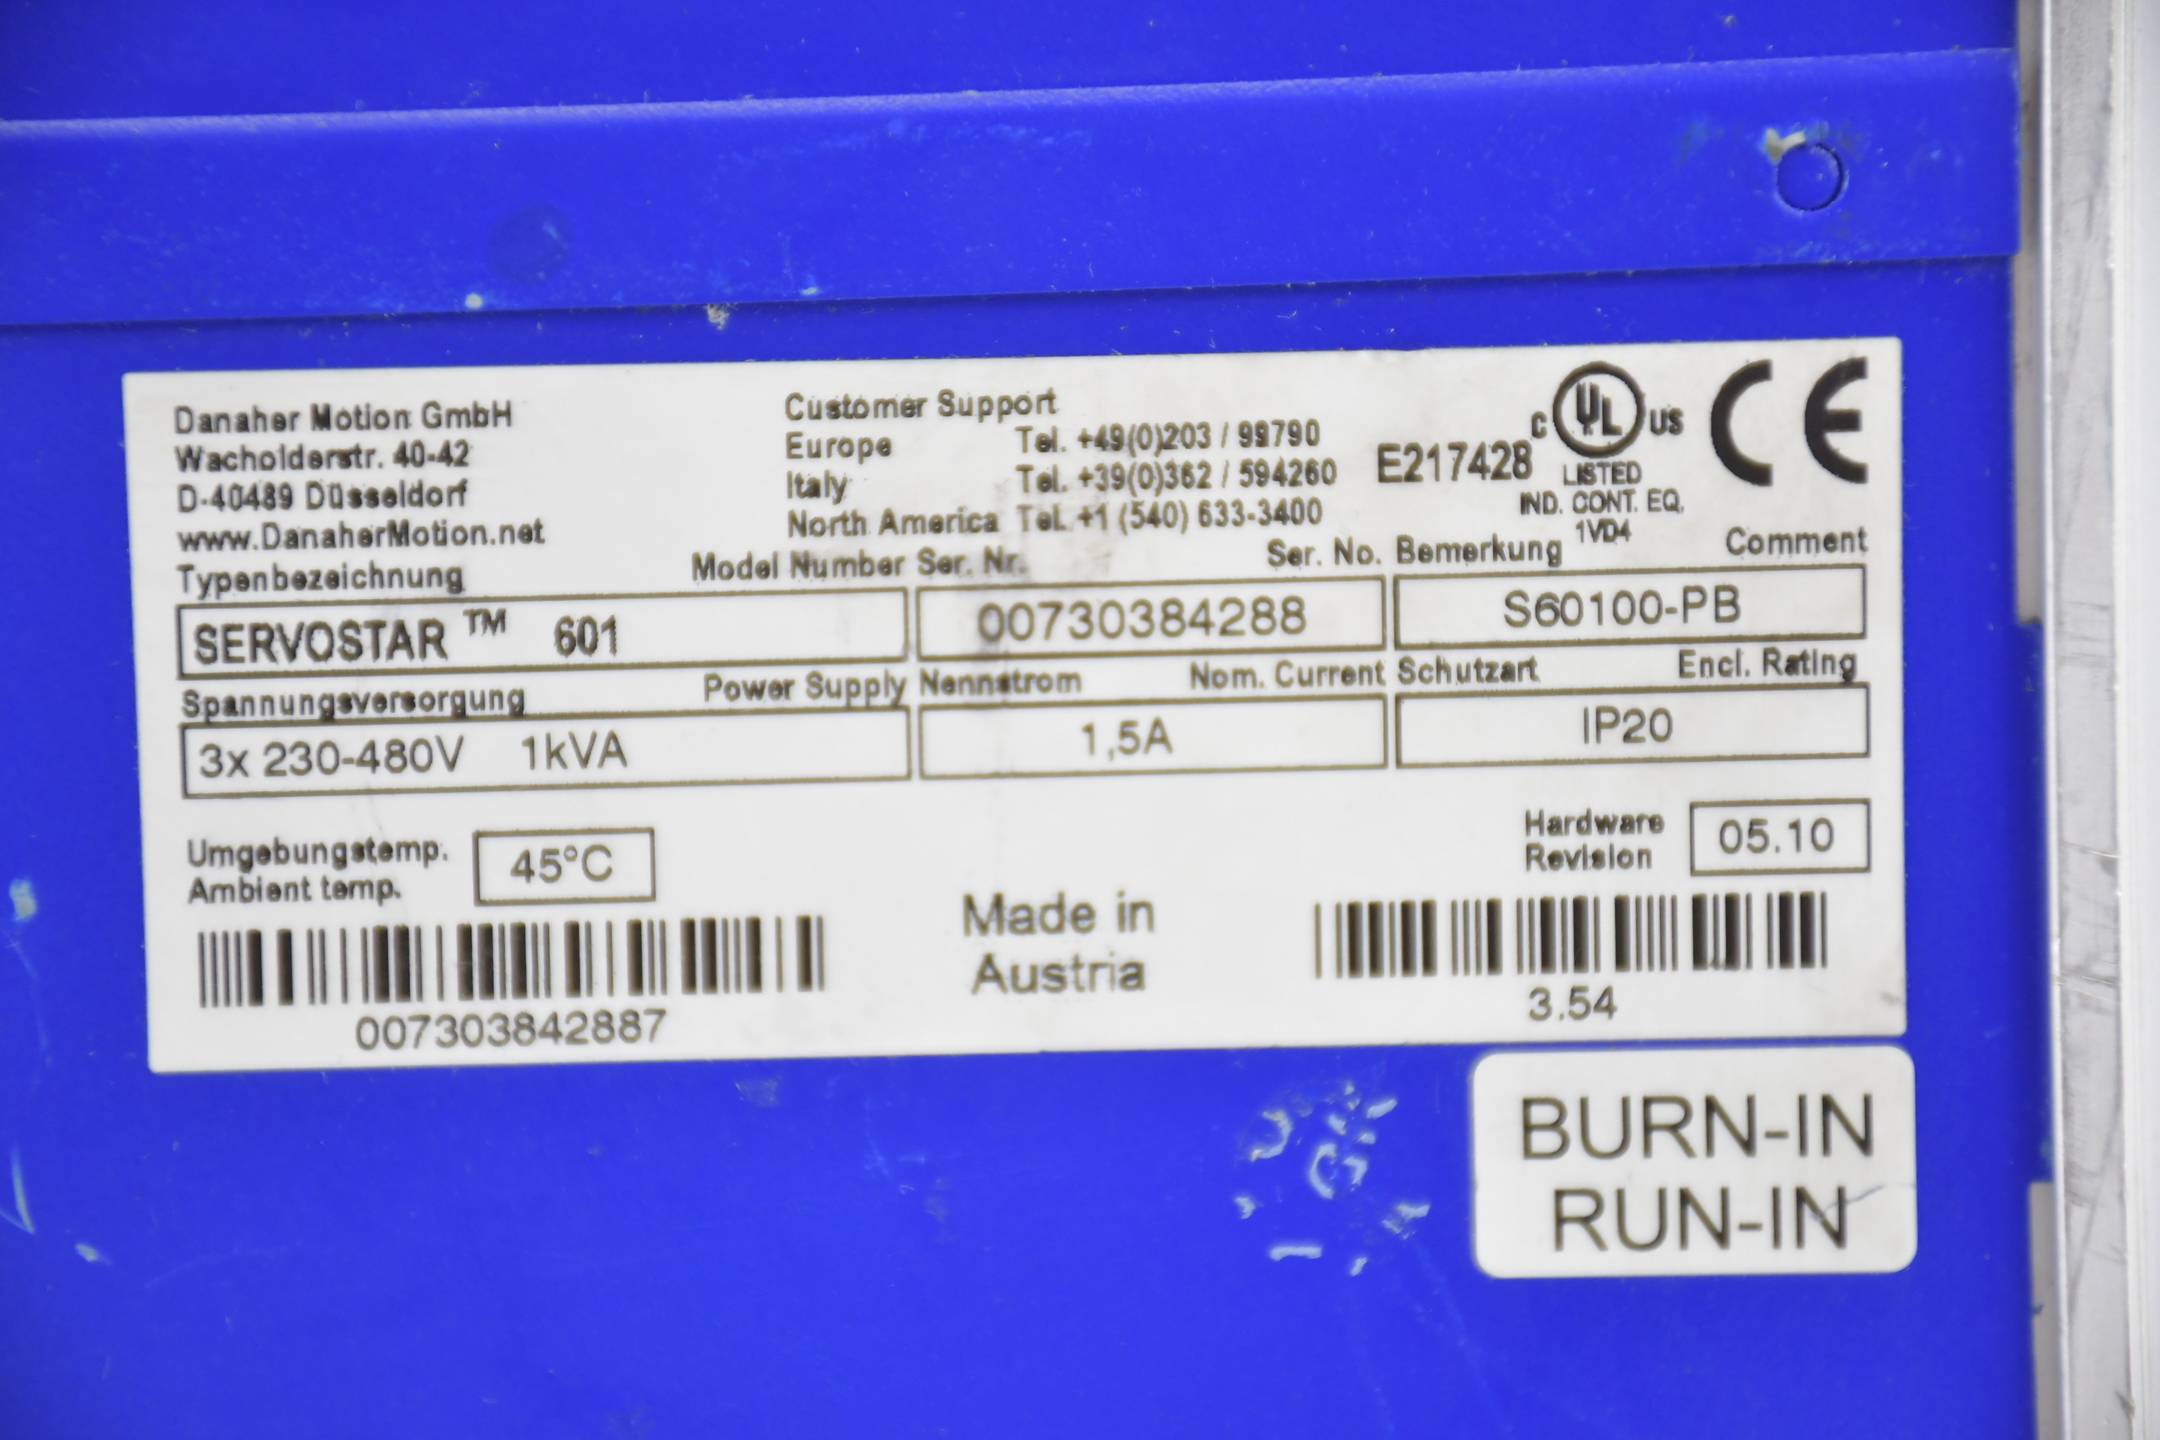 Danaher Motion GmbH
Wacholderstr. 40-42
D-40489 Düsseldorf
www.DanaherMotion.net
Customer Support
Europe Tel. +49(0)203 / 99790
Italy Tel. +39(0)362 / 594260
North America Tel. +1 (540) 633-3400
E217428
C UL US
LISTED
IND. CONT. EQ.
1VD4
CE
Typenbezeichnung Model Number Ser. Nr. Ser. No. Bemerkung Comment
SERVOSTAR ™ 601 00730384288 S60100-PB
Spannungsversorgung Power Supply Nennstrom Nom. Current Schutzart Encl. Rating
3x 230-480V 1kVA 1,5A IP20
Umgebungstemp.
Ambient temp.
45°C
Hardware
Revision
05.10
Made in
Austria
007303842887
3.54
BURN-IN
RUN-IN